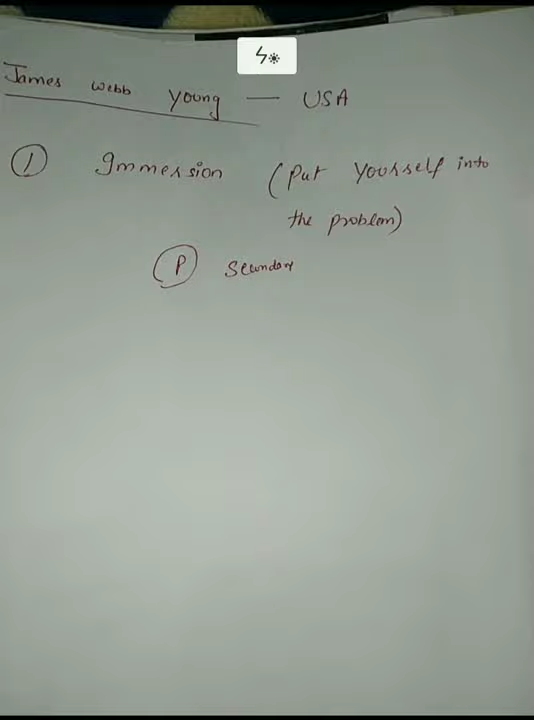 James Webb Young — USA
① Immersion (Put Yourself into
the problem)
Ⓟ Secondary